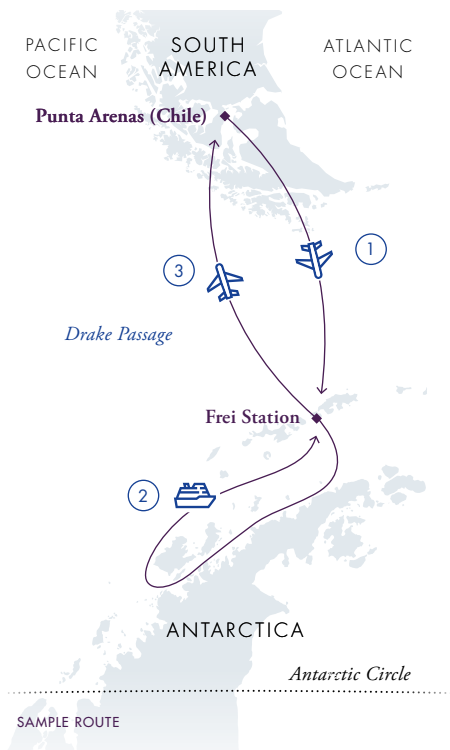 PACIFIC
OCEAN
SOUTH
AMERICA
ATLANTIC
OCEAN
Punta Arenas (Chile)
1
3
Drake Passage
Frei Station
2
ANTARCTICA
Antarctic Circle
SAMPLE ROUTE